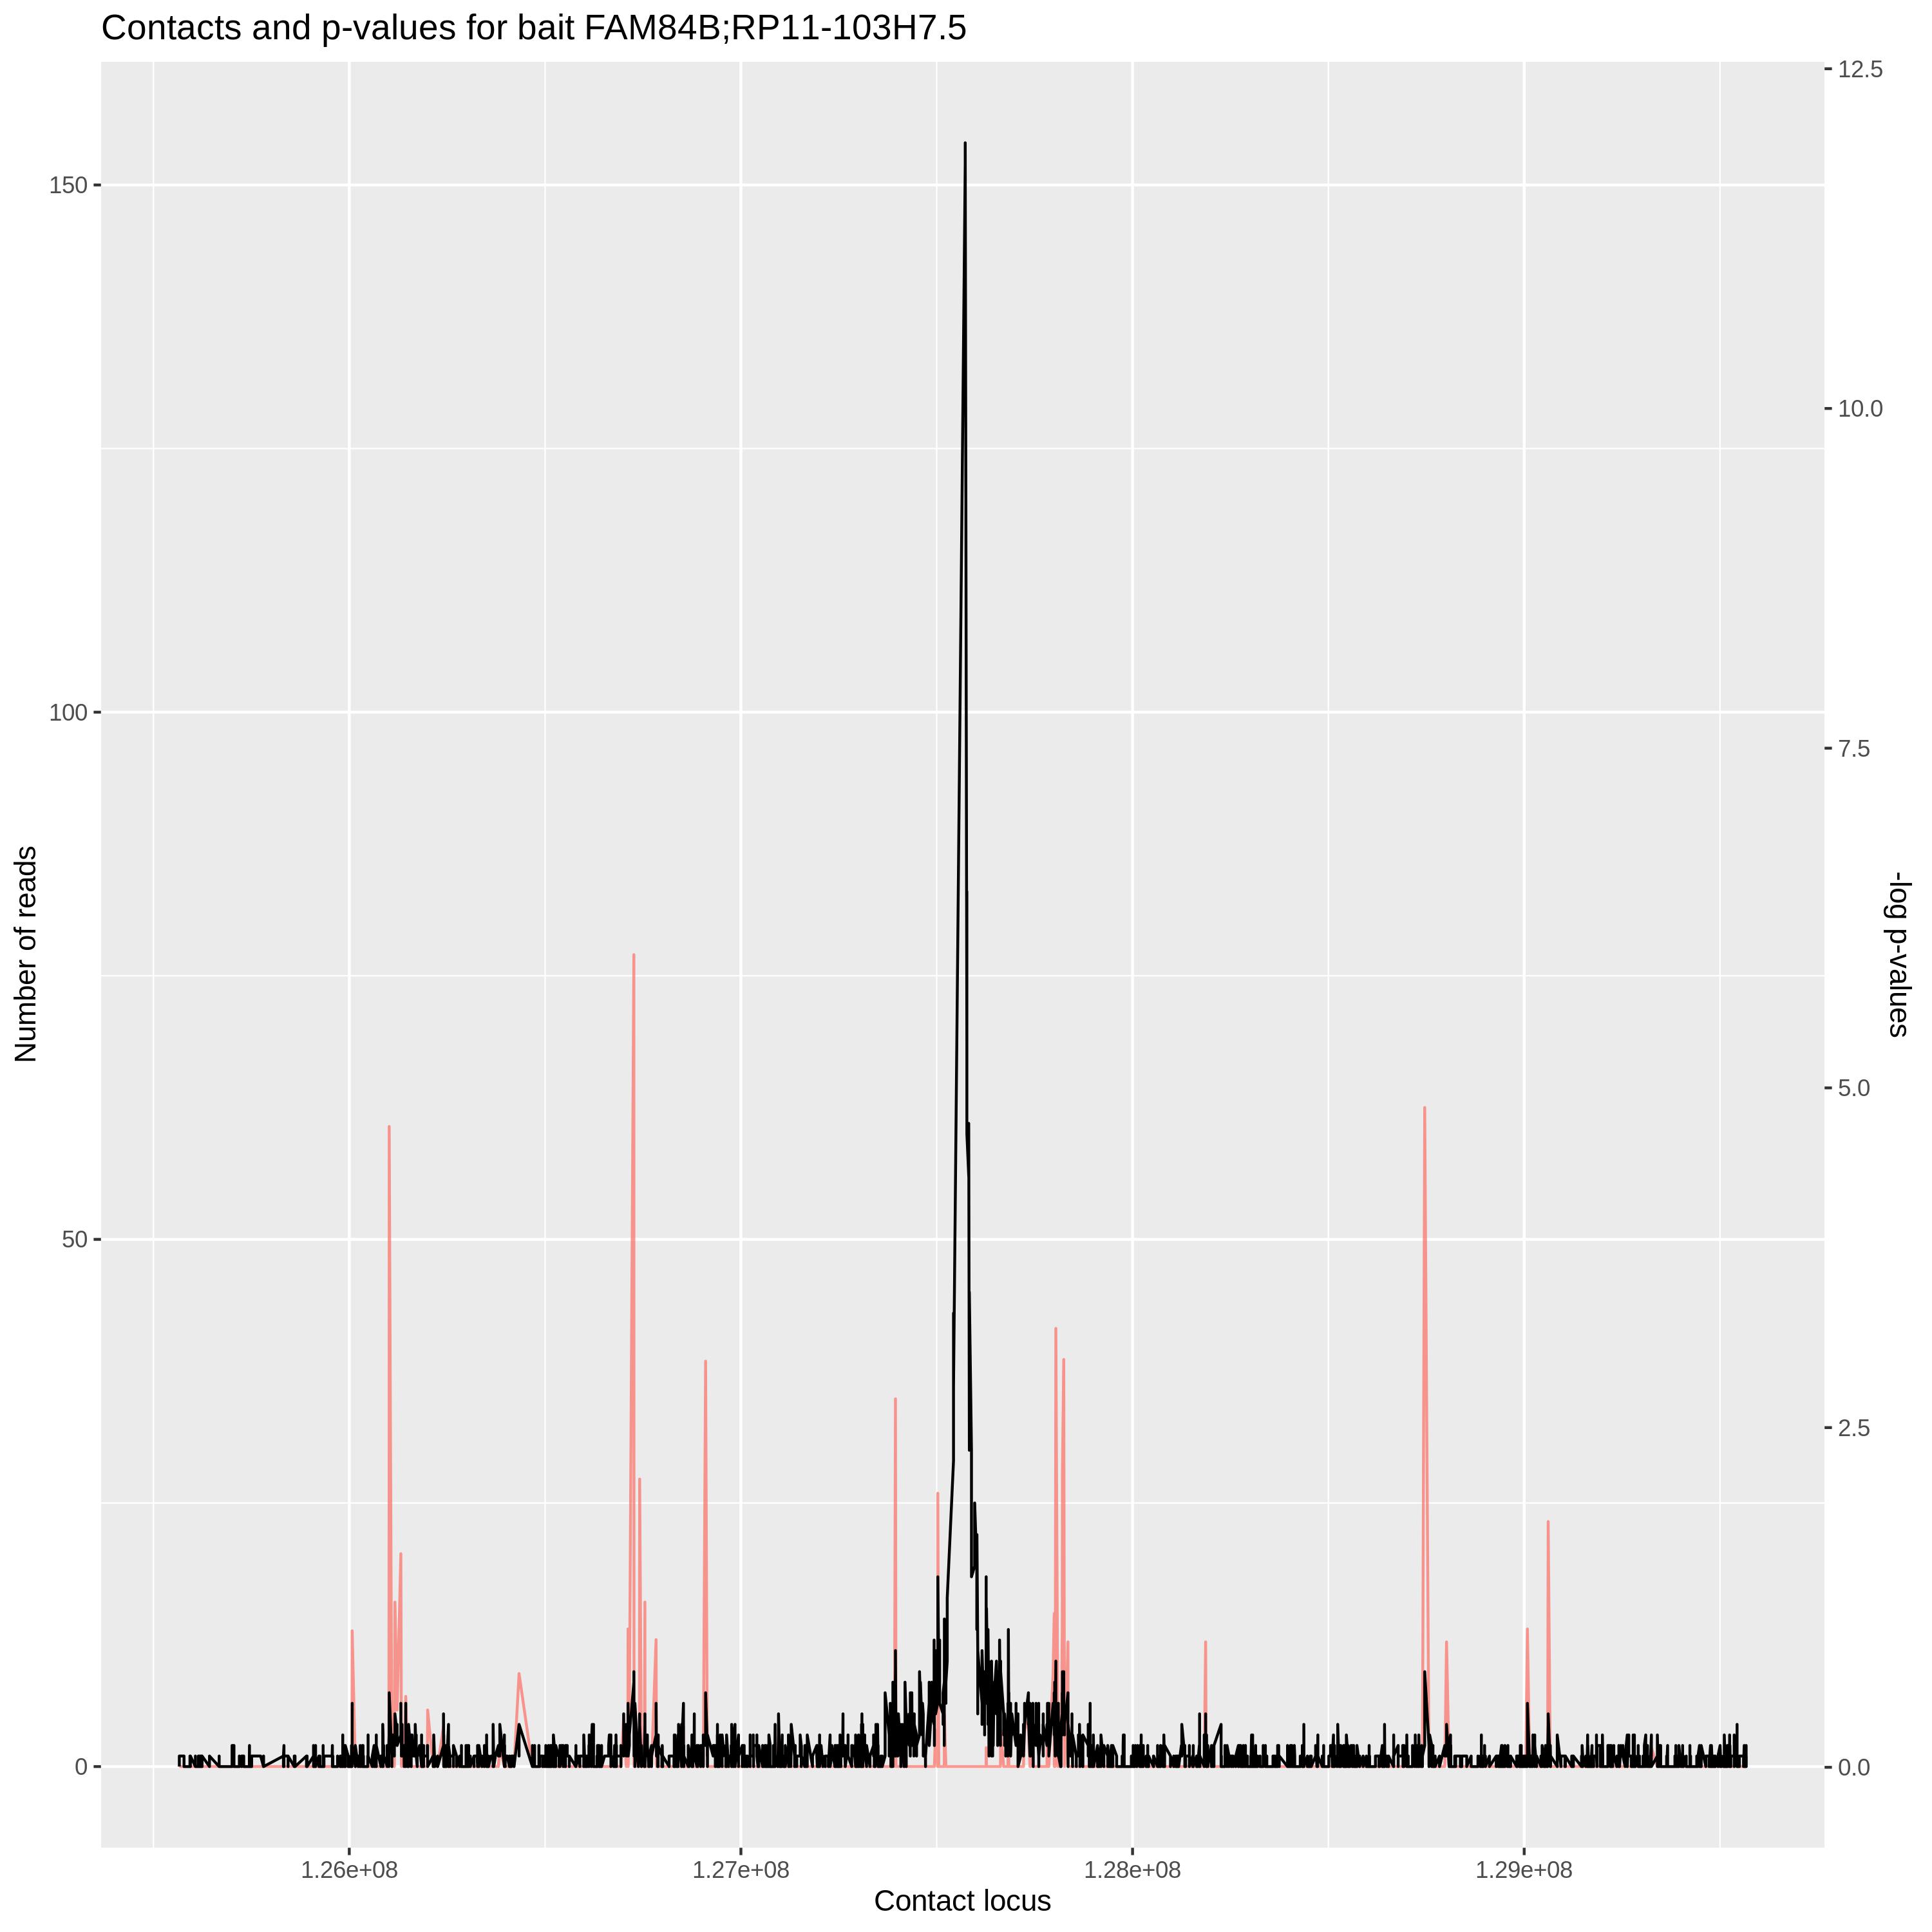 Contacts and p-values for bait FAM84B;RP11-103H7.5
Number of reads
150
100
50
0
12.5
10.0
7.5
5.0
2.5
0.0
-log p-values
1.26e+08
1.27e+08
1.28e+08
1.29e+08
Contact locus